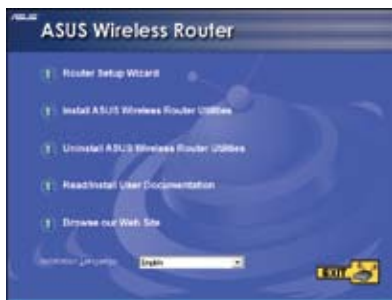 ASUS
ASUS Wireless Router
Router Setup Wizard
Install ASUS Wireless Router Utilities
Uninstall ASUS Wireless Router Utilities
Read/Install User Documentation
Browse our Web Site
Language:
English
EXIT